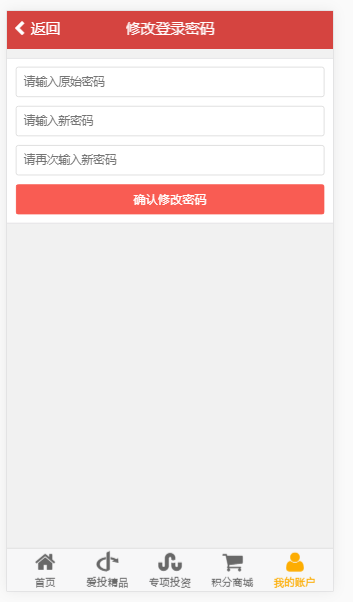 返回 修改登录密码
请输入原始密码
请输入新密码
请再次输入新密码
确认修改密码
首页 爱投精品 专项投资 积分商城 我的账户